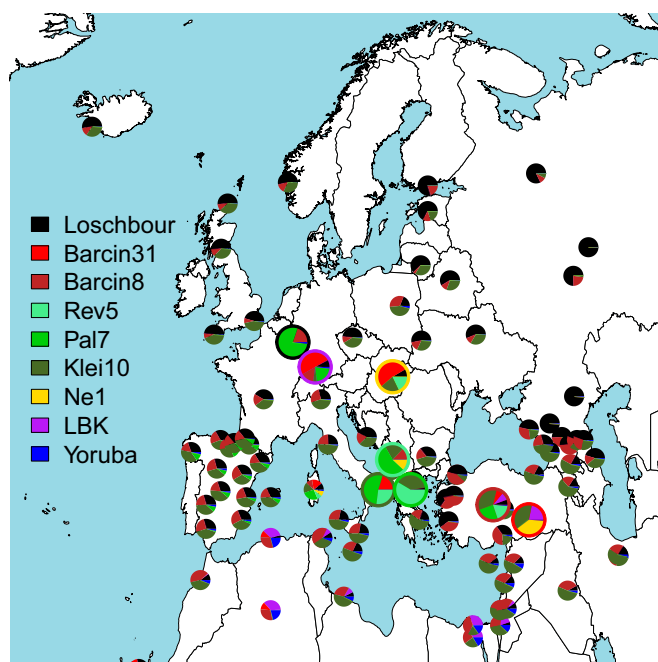 Loschbour
Barcin31
Barcin8
Rev5
Pal7
Klei10
Ne1
LBK
Yoruba